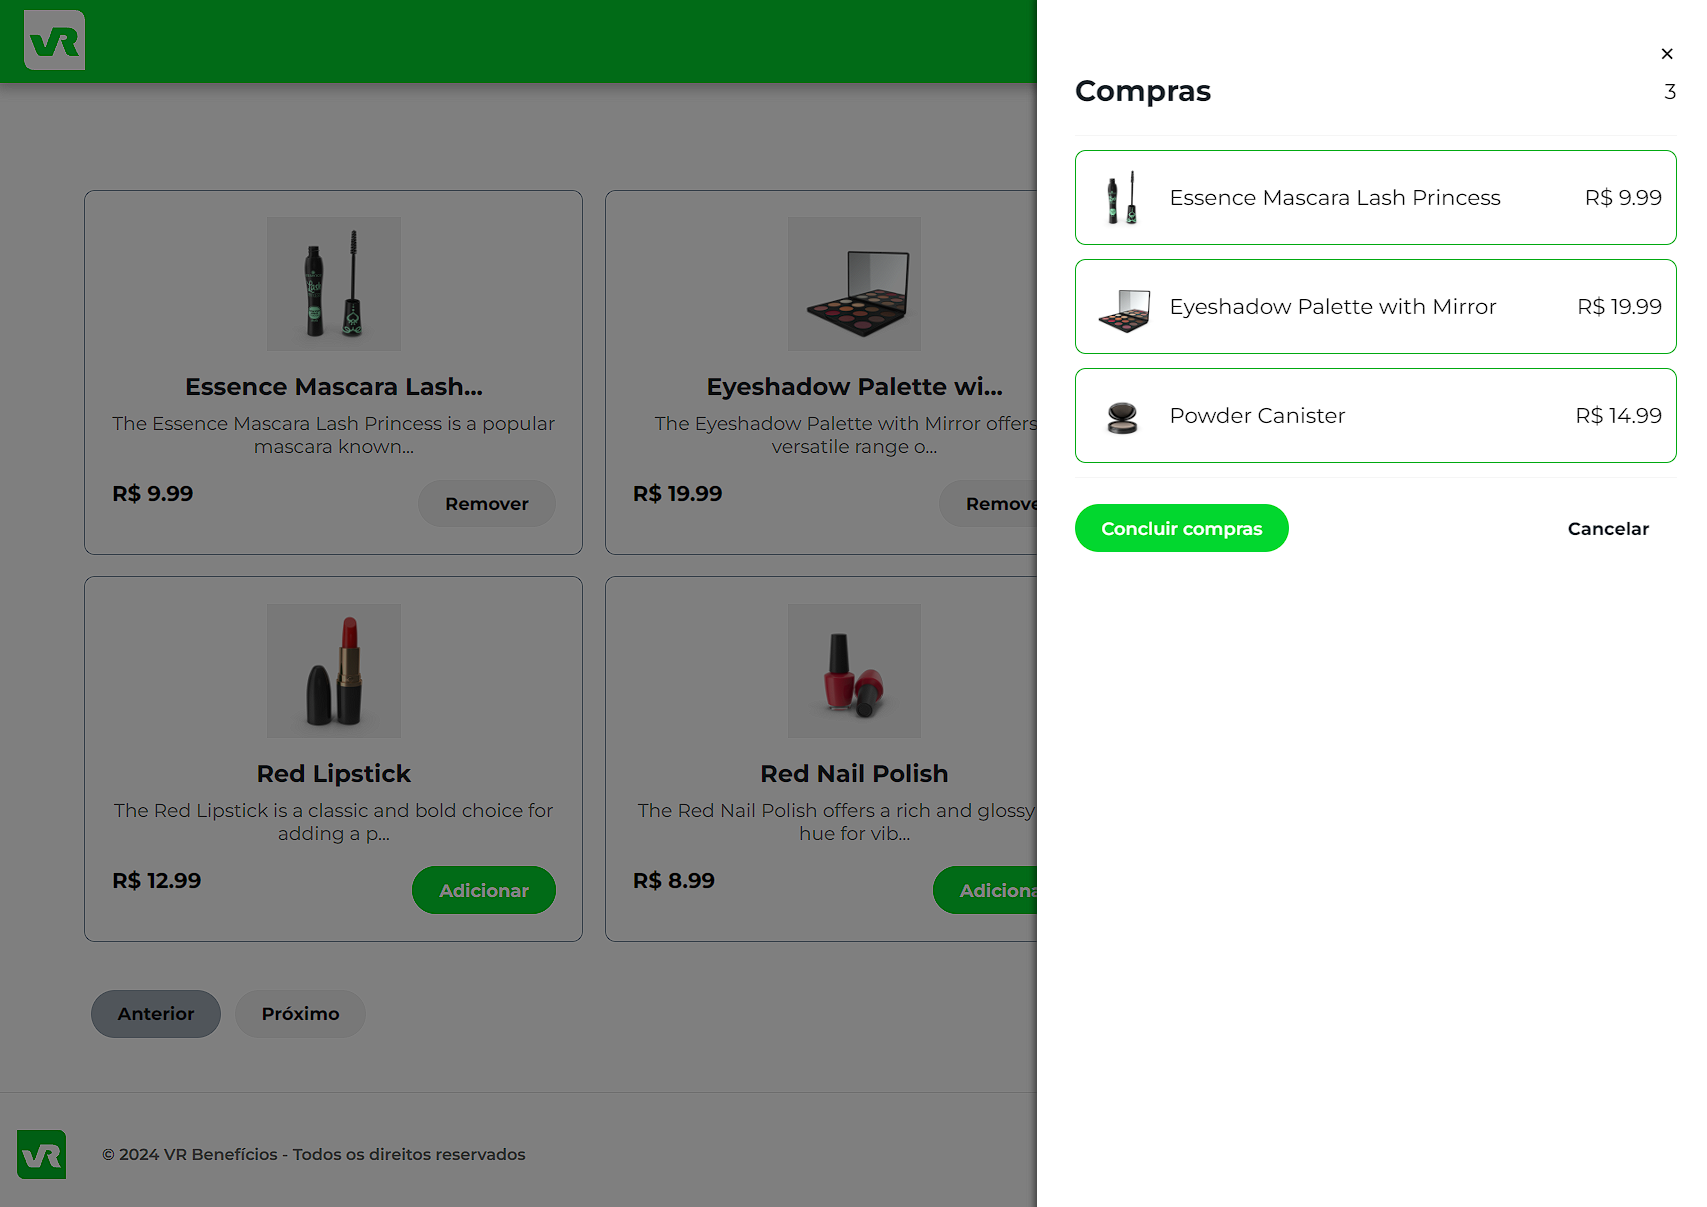 VR
Essence Mascara Lash...
The Essence Mascara Lash Princess is a popular
mascara known...
R$ 9.99
Remover
Eyeshadow Palette wi...
The Eyeshadow Palette with Mirror offers
versatile range o...
R$ 19.99
Remove
Red Lipstick
The Red Lipstick is a classic and bold choice for
adding a p...
R$ 12.99
Adicionar
Red Nail Polish
The Red Nail Polish offers a rich and glossy
hue for vib...
R$ 8.99
Adiciona
Anterior
Próximo
VR
© 2024 VR Benefícios - Todos os direitos reservados
×
Compras
3
Essence Mascara Lash Princess
R$ 9.99
Eyeshadow Palette with Mirror
R$ 19.99
Powder Canister
R$ 14.99
Concluir compras
Cancelar